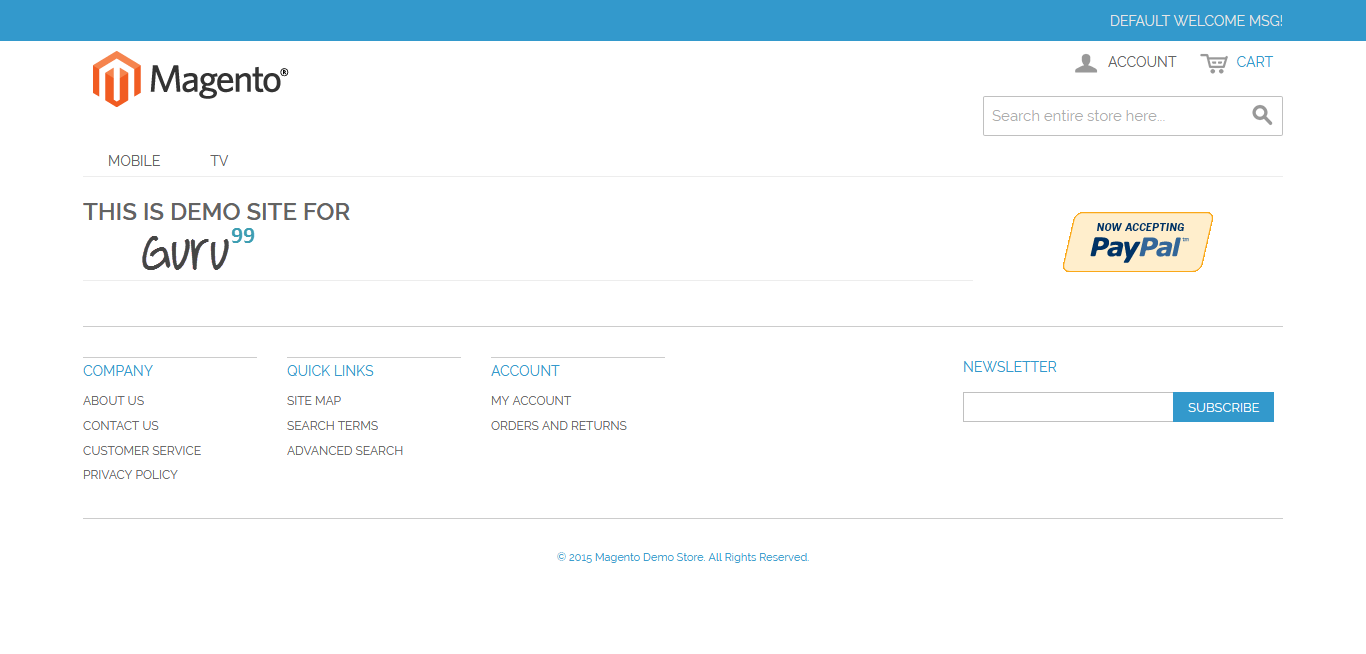 DEFAULT WELCOME MSG!
Magento®
ACCOUNT
CART
Search entire store here...
MOBILE
TV
THIS IS DEMO SITE FOR
Guru99
NOW ACCEPTING
PayPal™
COMPANY
ABOUT US
CONTACT US
CUSTOMER SERVICE
PRIVACY POLICY
QUICK LINKS
SITE MAP
SEARCH TERMS
ADVANCED SEARCH
ACCOUNT
MY ACCOUNT
ORDERS AND RETURNS
NEWSLETTER
SUBSCRIBE
© 2015 Magento Demo Store. All Rights Reserved.